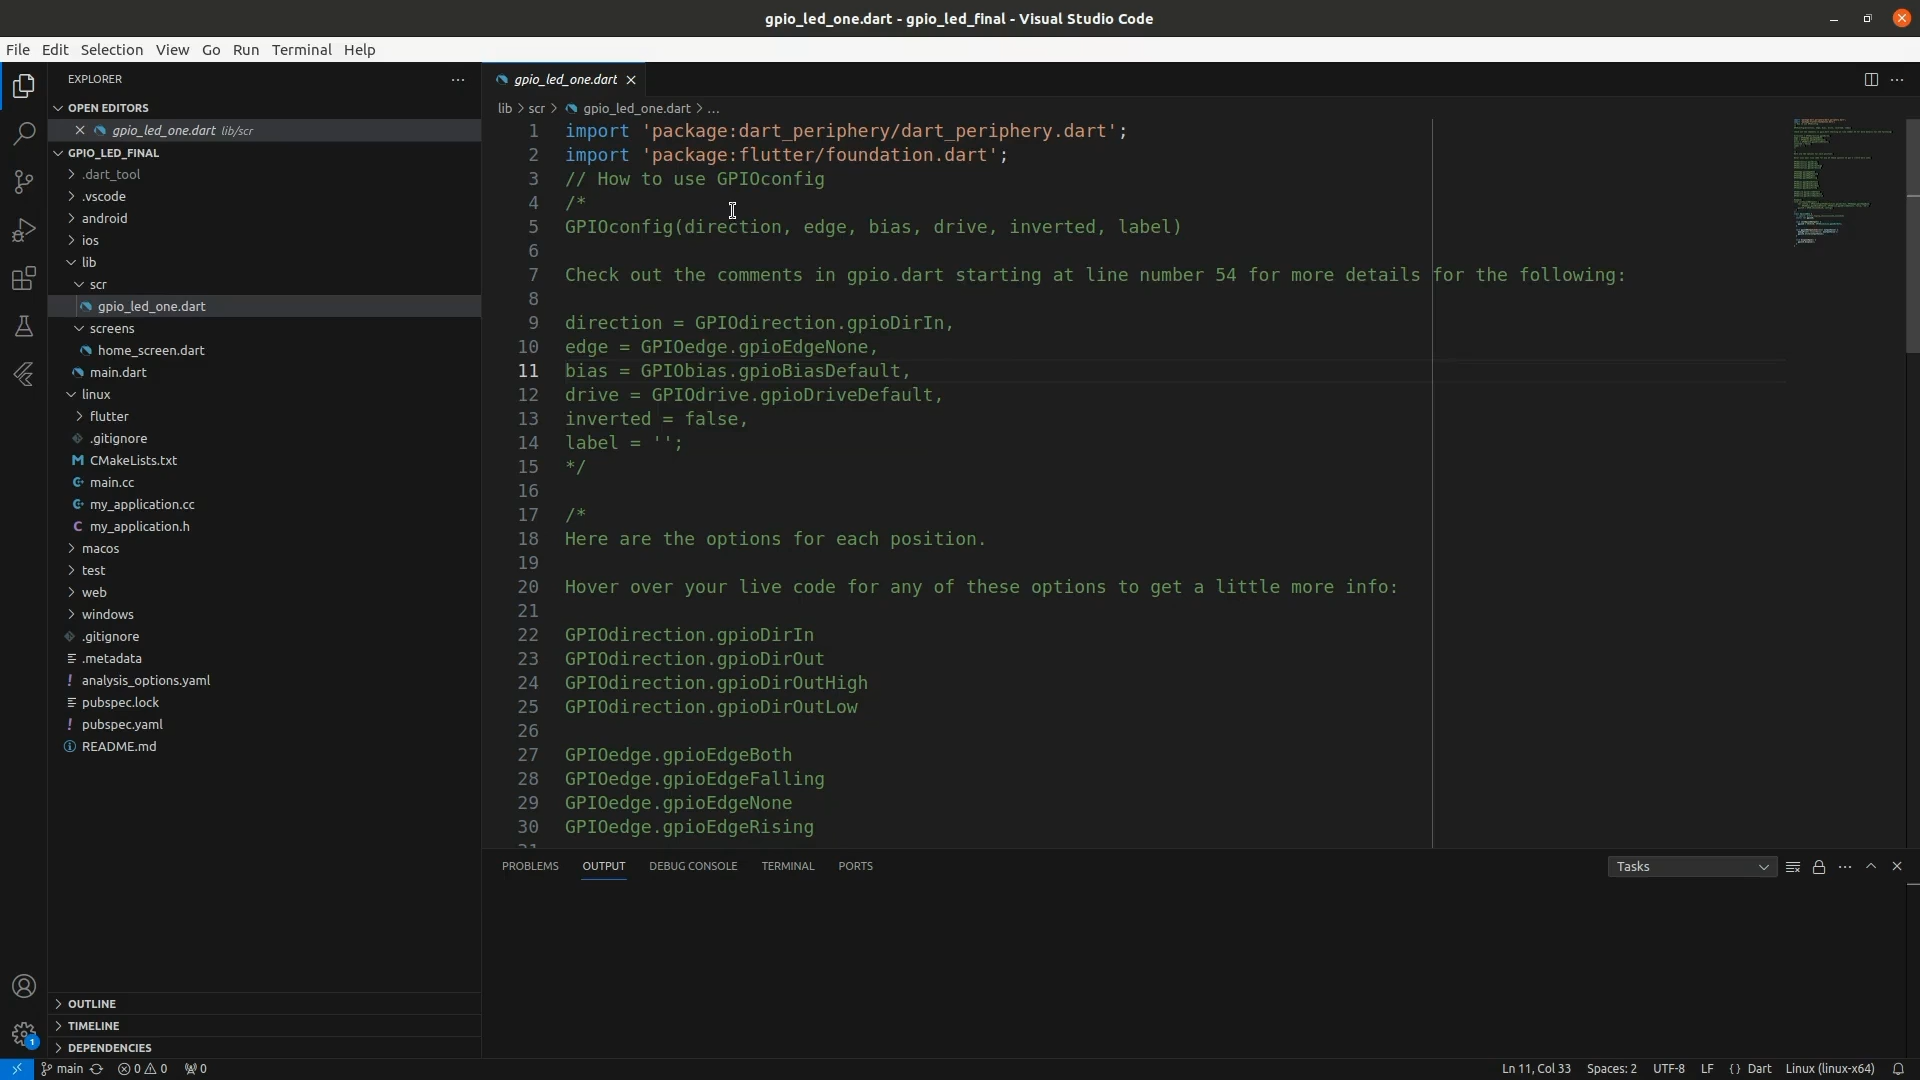 gpio_led_one.dart - gpio_led_final - Visual Studio Code
File Edit Selection View Go Run Terminal Help
EXPLORER
OPEN EDITORS
gpio_led_one.dart lib/scr
GPIO_LED_FINAL
.dart_tool
.vscode
android
ios
lib
scr
gpio_led_one.dart
screens
home_screen.dart
main.dart
linux
flutter
.gitignore
CMakeLists.txt
main.cc
my_application.cc
my_application.h
macos
test
web
windows
.gitignore
.metadata
analysis_options.yaml
pubspec.lock
pubspec.yaml
README.md
OUTLINE
TIMELINE
DEPENDENCIES
gpio_led_one.dart
lib > scr > gpio_led_one.dart > ...
1 import 'package:dart_periphery/dart_periphery.dart';
2 import 'package:flutter/foundation.dart';
3 // How to use GPIOconfig
4 /*
5 GPIOconfig(direction, edge, bias, drive, inverted, label)
6
7 Check out the comments in gpio.dart starting at line number 54 for more details for the following:
8
9 direction = GPIOdirection.gpioDirIn,
10 edge = GPIOedge.gpioEdgeNone,
11 bias = GPIObias.gpioBiasDefault,
12 drive = GPIOdrive.gpioDriveDefault,
13 inverted = false,
14 label = '';
15 */
16
17 /*
18 Here are the options for each position.
19
20 Hover over your live code for any of these options to get a little more info:
21
22 GPIOdirection.gpioDirIn
23 GPIOdirection.gpioDirOut
24 GPIOdirection.gpioDirOutHigh
25 GPIOdirection.gpioDirOutLow
26
27 GPIOedge.gpioEdgeBoth
28 GPIOedge.gpioEdgeFalling
29 GPIOedge.gpioEdgeNone
30 GPIOedge.gpioEdgeRising
PROBLEMS OUTPUT DEBUG CONSOLE TERMINAL PORTS Tasks
1
main 0 0 0 Ln 11, Col 33 Spaces: 2 UTF-8 LF {} Dart Linux (linux-x64)